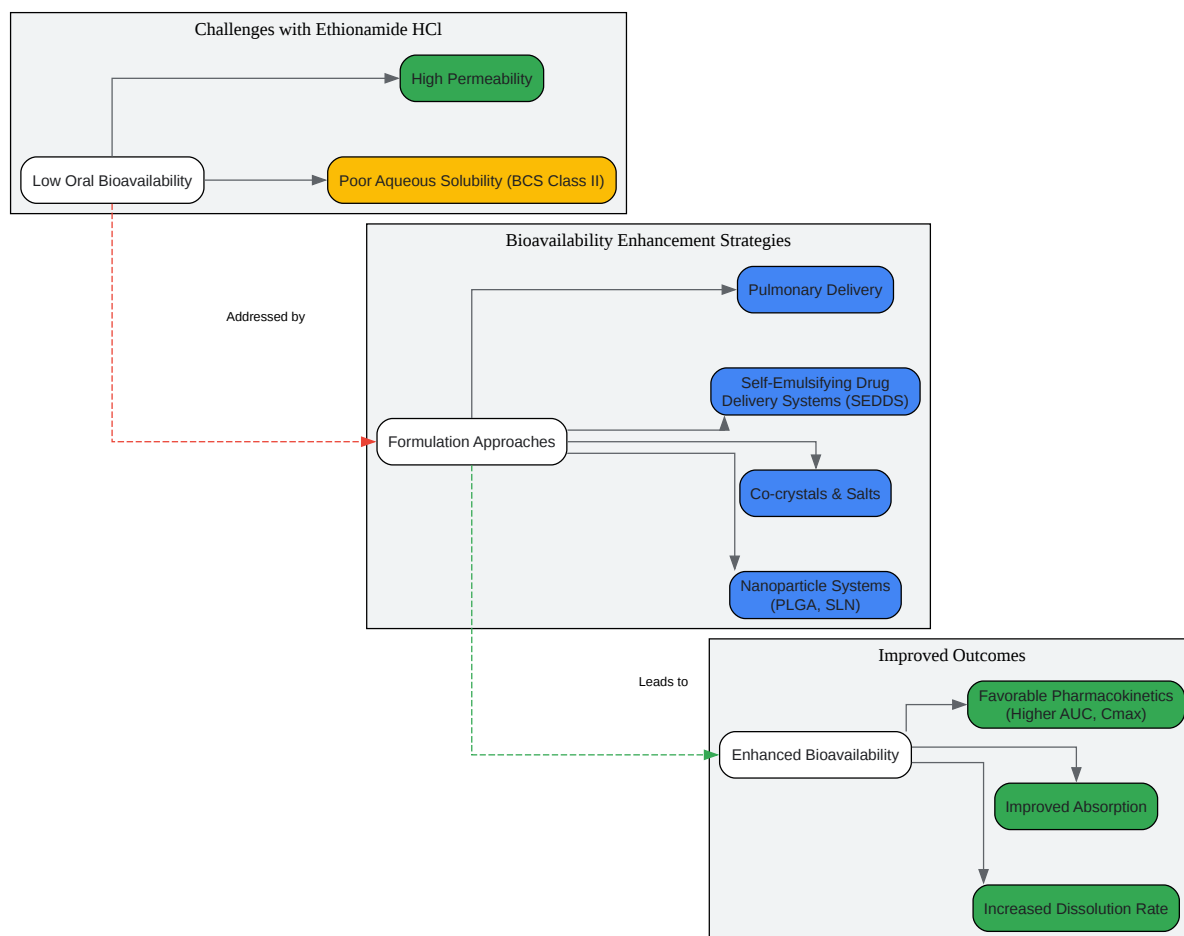 Challenges with Ethionamide HCl
High Permeability
Low Oral Bioavailability
Poor Aqueous Solubility (BCS Class II)
Bioavailability Enhancement Strategies
Pulmonary Delivery
Addressed by
Self-Emulsifying Drug
Delivery Systems (SEDDS)
Formulation Approaches
Co-crystals & Salts
Nanoparticle Systems
(PLGA, SLN)
Improved Outcomes
Leads to
Favorable Pharmacokinetics
(Higher AUC, Cmax)
Enhanced Bioavailability
Improved Absorption
Increased Dissolution Rate